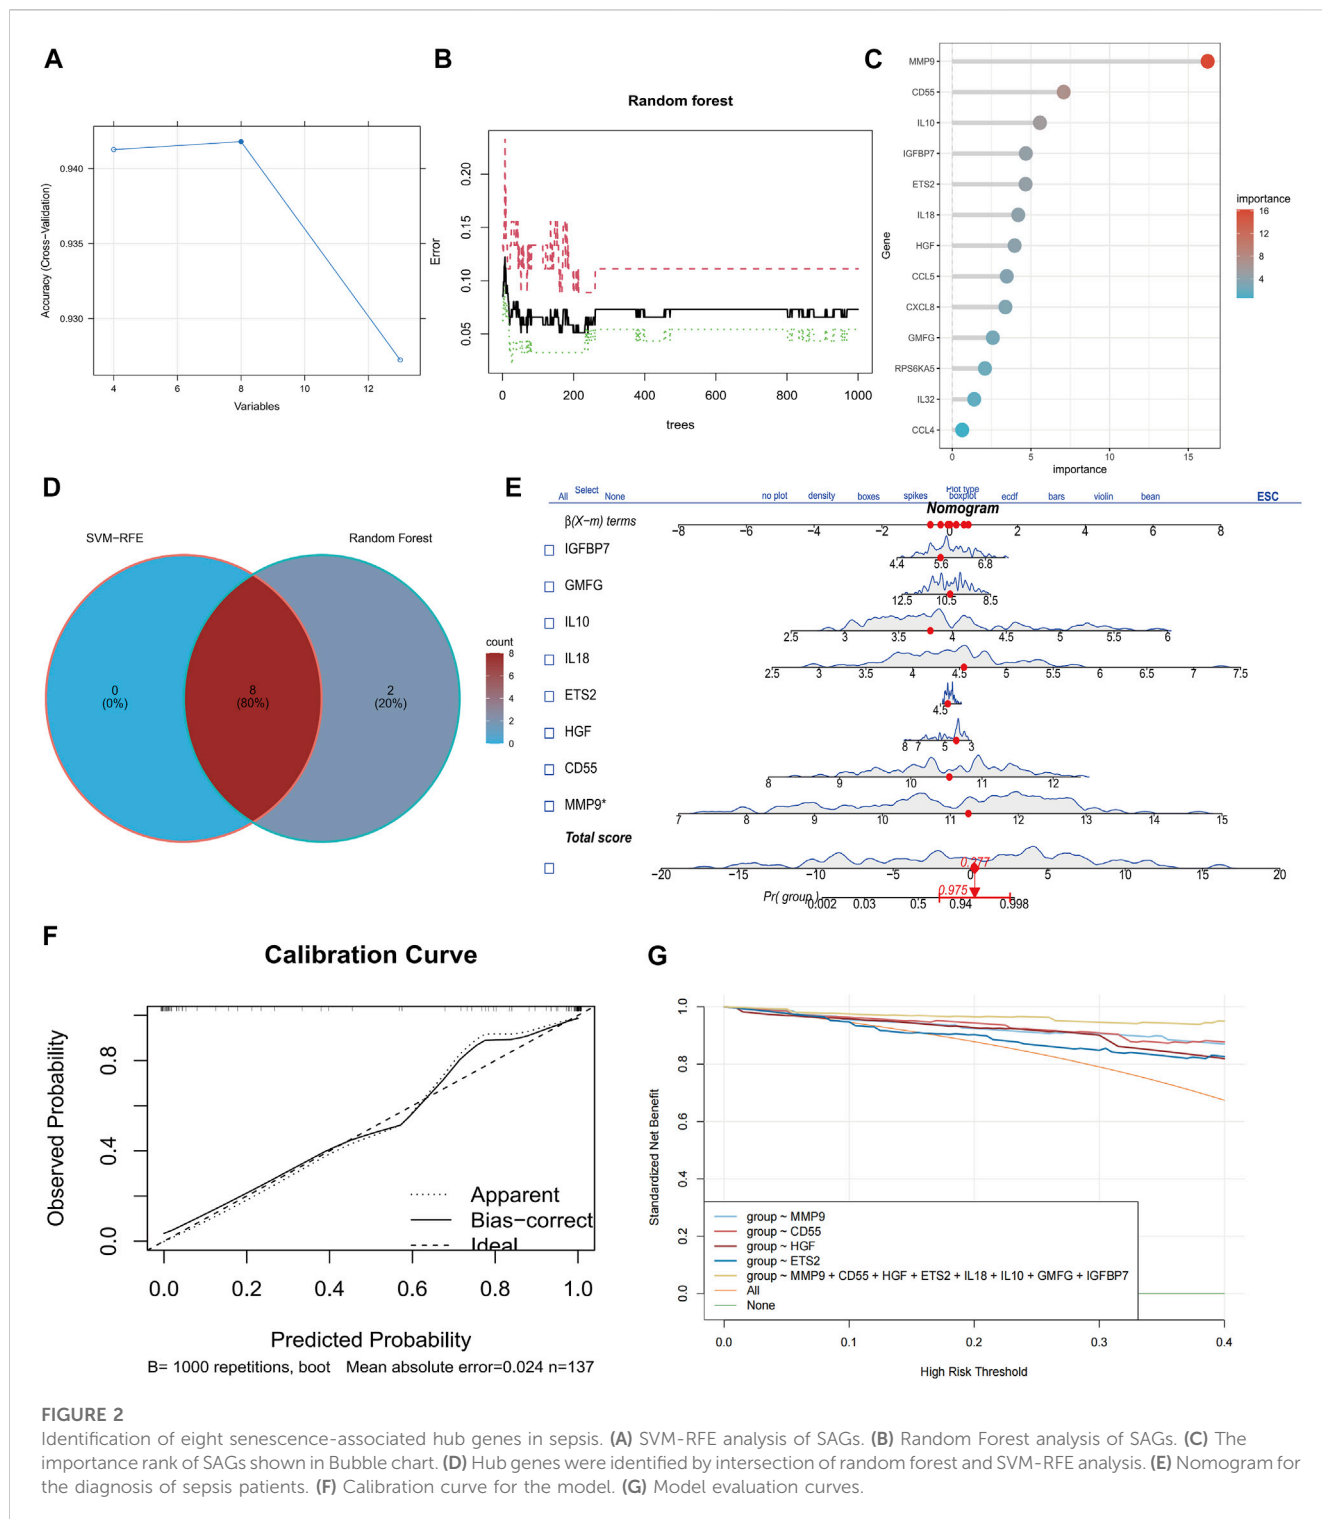 A
0.940
0.935
0.930
Accuracy (Cross−Validation)
4
6
8
10
12
Variables
B
Random forest
0.20
0.15
0.10
0.05
Error
0
200
400
600
800
1000
trees
C
MMP9
CD55
IL10
IGFBP7
ETS2
IL18
HGF
CCL5
CXCL8
GMFG
RPS6KA5
IL32
CCL4
Gene
0
5
10
15
importance
importance
16
12
8
4
D
SVM−RFE
Random Forest
0
(0%)
8
(80%)
2
(20%)
count
8
6
4
2
0
E
All
Select
None
no plot
density
boxes
spikes
Plot type
boxplot
ecdf
bars
violin
bean
ESC
Nomogram
β(X−m) terms
−8
−6
−4
−2
0
2
4
6
8
IGFBP7
4.4
5.6
6.8
GMFG
12.5
10.5
8.5
IL10
2.5
3
3.5
4
4.5
5
5.5
6
IL18
2.5
3
3.5
4
4.5
5
5.5
6
6.5
7
7.5
ETS2
4.5
HGF
8
7
5
3
CD55
8
9
10
11
12
MMP9*
7
8
9
10
11
12
13
14
15
Total score
0.277
−20
−15
−10
−5
0
5
10
15
20
0.975
Pr( group )
0.002
0.03
0.5
0.94
0.998
F
Calibration Curve
Observed Probability
0.8
0.4
0.0
Apparent
Bias−correct
Ideal
0.0
0.2
0.4
0.6
0.8
1.0
Predicted Probability
B= 1000 repetitions, boot
Mean absolute error=0.024 n=137
G
Standardized Net Benefit
1.0
0.8
0.6
0.4
0.2
0.0
group ~ MMP9
group ~ CD55
group ~ HGF
group ~ ETS2
group ~ MMP9 + CD55 + HGF + ETS2 + IL18 + IL10 + GMFG + IGFBP7
All
None
0.0
0.1
0.2
0.3
0.4
High Risk Threshold
FIGURE 2
Identification of eight senescence-associated hub genes in sepsis. (A) SVM-RFE analysis of SAGs. (B) Random Forest analysis of SAGs. (C) The
importance rank of SAGs shown in Bubble chart. (D) Hub genes were identified by intersection of random forest and SVM-RFE analysis. (E) Nomogram for
the diagnosis of sepsis patients. (F) Calibration curve for the model. (G) Model evaluation curves.